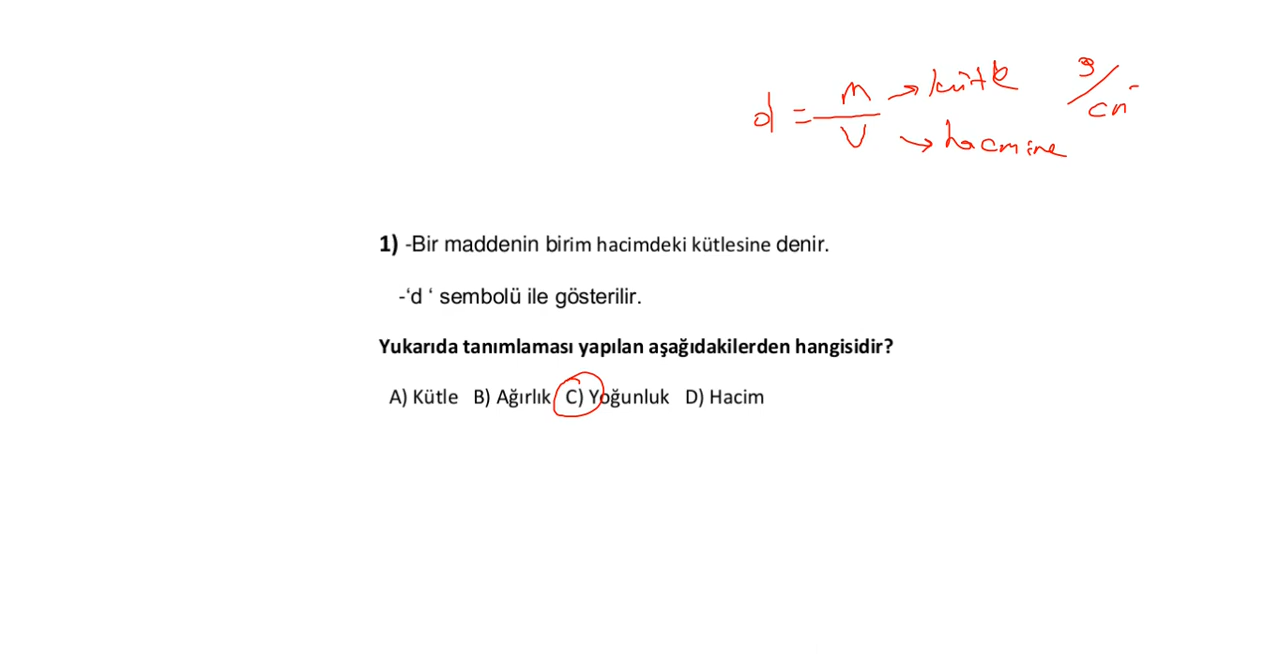 d = m/V → kütle g/cm
→ hacmine
1) -Bir maddenin birim hacimdeki kütlesine denir.
-‘d ‘ sembolü ile gösterilir.
Yukarıda tanımlaması yapılan aşağıdakilerden hangisidir?
A) Kütle B) Ağırlık C) Yoğunluk D) Hacim